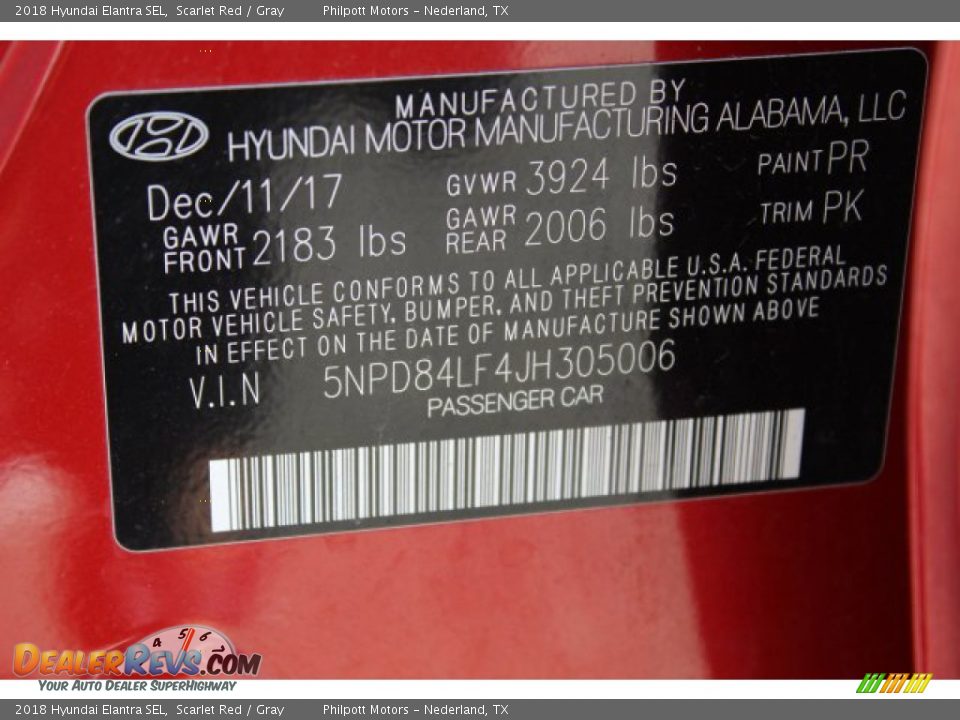 2018 Hyundai Elantra SEL, Scarlet Red / Gray Philpott Motors - Nederland, TX
MANUFACTURED BY
HYUNDAI MOTOR MANUFACTURING ALABAMA, LLC
Dec/11/17 GVWR 3924 lbs PAINT PR
GAWR FRONT 2183 lbs GAWR REAR 2006 lbs TRIM PK
THIS VEHICLE CONFORMS TO ALL APPLICABLE U.S.A. FEDERAL
MOTOR VEHICLE SAFETY, BUMPER, AND THEFT PREVENTION STANDARDS
IN EFFECT ON THE DATE OF MANUFACTURE SHOWN ABOVE
V.I.N 5NPD84LF4JH305006
PASSENGER CAR
4 5 6
DEALERREVS.COM
YOUR AUTO DEALER SUPERHIGHWAY
2018 Hyundai Elantra SEL, Scarlet Red / Gray Philpott Motors - Nederland, TX